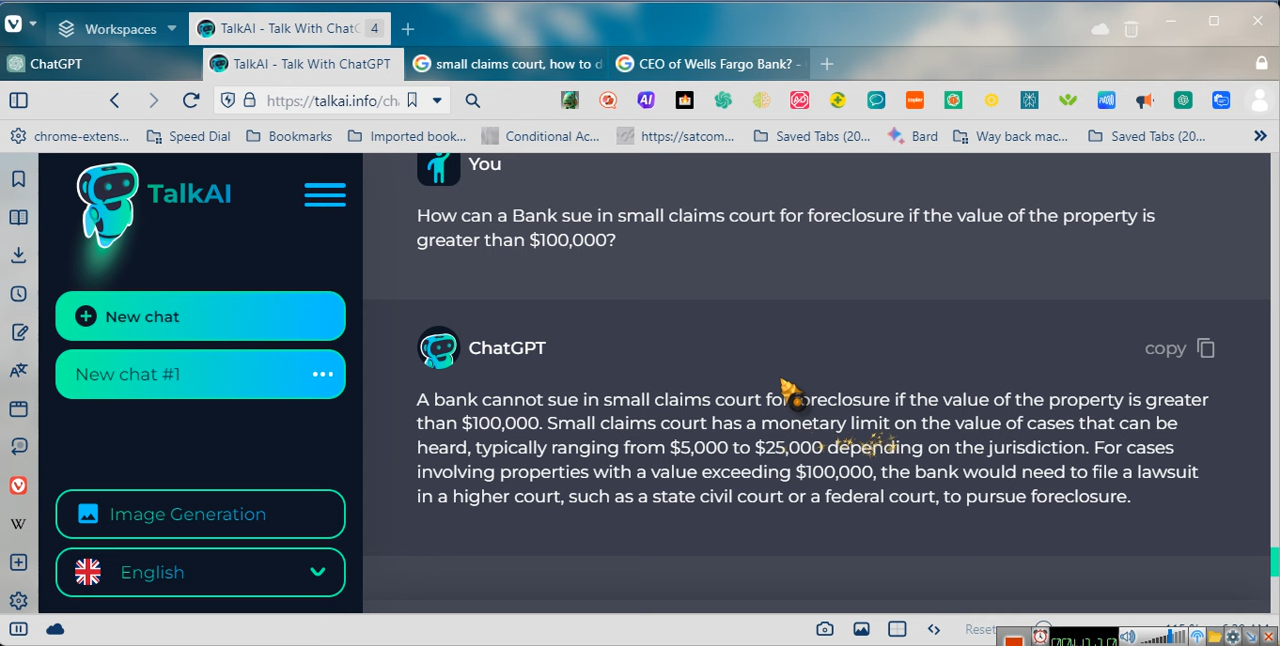 Workspaces
TalkAI - Talk With ChatG 4
ChatGPT
TalkAI - Talk With ChatGPT
small claims court, how to d
CEO of Wells Fargo Bank? -
https://talkai.info/cha
AI
chrome-extens...
Speed Dial
Bookmarks
Imported book...
Conditional Ac...
https://satcom...
Saved Tabs (20...
Bard
Way back mac...
Saved Tabs (20...
TalkAI
You
How can a Bank sue in small claims court for foreclosure if the value of the property is
greater than $100,000?
New chat
New chat #1
ChatGPT
copy
A bank cannot sue in small claims court for foreclosure if the value of the property is greater
than $100,000. Small claims court has a monetary limit on the value of cases that can be
heard, typically ranging from $5,000 to $25,000 depending on the jurisdiction. For cases
involving properties with a value exceeding $100,000, the bank would need to file a lawsuit
in a higher court, such as a state civil court or a federal court, to pursue foreclosure.
Image Generation
English
W
Reset